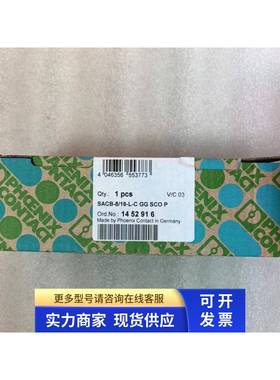 4 046356 553773
Qty.: 1 pcs
V/C 03
SACB-8/16-L-C GG SCO P
Ord.No.: 14 52 91 6
Made by Phoenix Contact in Germany
PHOENIX CONTACT
更多型号请咨询在线客服
实力商家 现货供应
可开发票